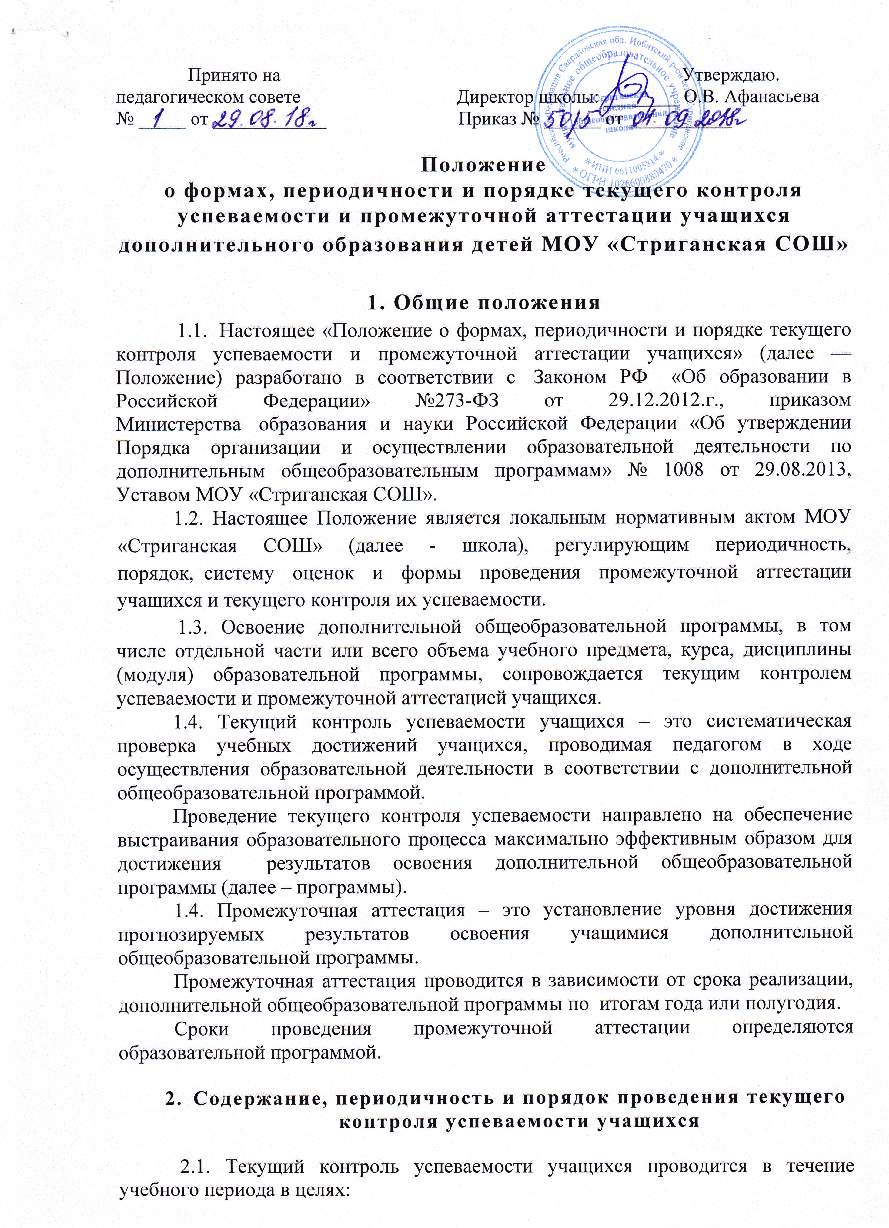 Принято на Утверждаю.
педагогическом совете Директор школы: О.В. Афанасьева
№ 1 от 29.08.18г Приказ № 50/5 от 01.09.2018г
Положение
о формах, периодичности и порядке текущего контроля
успеваемости и промежуточной аттестации учащихся
дополнительного образования детей МОУ «Стриганская СОШ»
1. Общие положения
1.1. Настоящее «Положение о формах, периодичности и порядке текущего
контроля успеваемости и промежуточной аттестации учащихся» (далее —
Положение) разработано в соответствии с Законом РФ «Об образовании в
Российской Федерации» №273-ФЗ от 29.12.2012.г., приказом
Министерства образования и науки Российской Федерации «Об утверждении
Порядка организации и осуществлении образовательной деятельности по
дополнительным общеобразовательным программам» № 1008 от 29.08.2013,
Уставом МОУ «Стриганская СОШ».
1.2. Настоящее Положение является локальным нормативным актом МОУ
«Стриганская СОШ» (далее - школа), регулирующим периодичность,
порядок, систему оценок и формы проведения промежуточной аттестации
учащихся и текущего контроля их успеваемости.
1.3. Освоение дополнительной общеобразовательной программы, в том
числе отдельной части или всего объема учебного предмета, курса, дисциплины
(модуля) образовательной программы, сопровождается текущим контролем
успеваемости и промежуточной аттестацией учащихся.
1.4. Текущий контроль успеваемости учащихся – это систематическая
проверка учебных достижений учащихся, проводимая педагогом в ходе
осуществления образовательной деятельности в соответствии с дополнительной
общеобразовательной программой.
Проведение текущего контроля успеваемости направлено на обеспечение
выстраивания образовательного процесса максимально эффективным образом для
достижения результатов освоения дополнительной общеобразовательной
программы (далее – программы).
1.4. Промежуточная аттестация – это установление уровня достижения
прогнозируемых результатов освоения учащимися дополнительной
общеобразовательной программы.
Промежуточная аттестация проводится в зависимости от срока реализации,
дополнительной общеобразовательной программы по итогам года или полугодия.
Сроки проведения промежуточной аттестации определяются
образовательной программой.
2. Содержание, периодичность и порядок проведения текущего
контроля успеваемости учащихся
2.1. Текущий контроль успеваемости учащихся проводится в течение
учебного периода в целях: